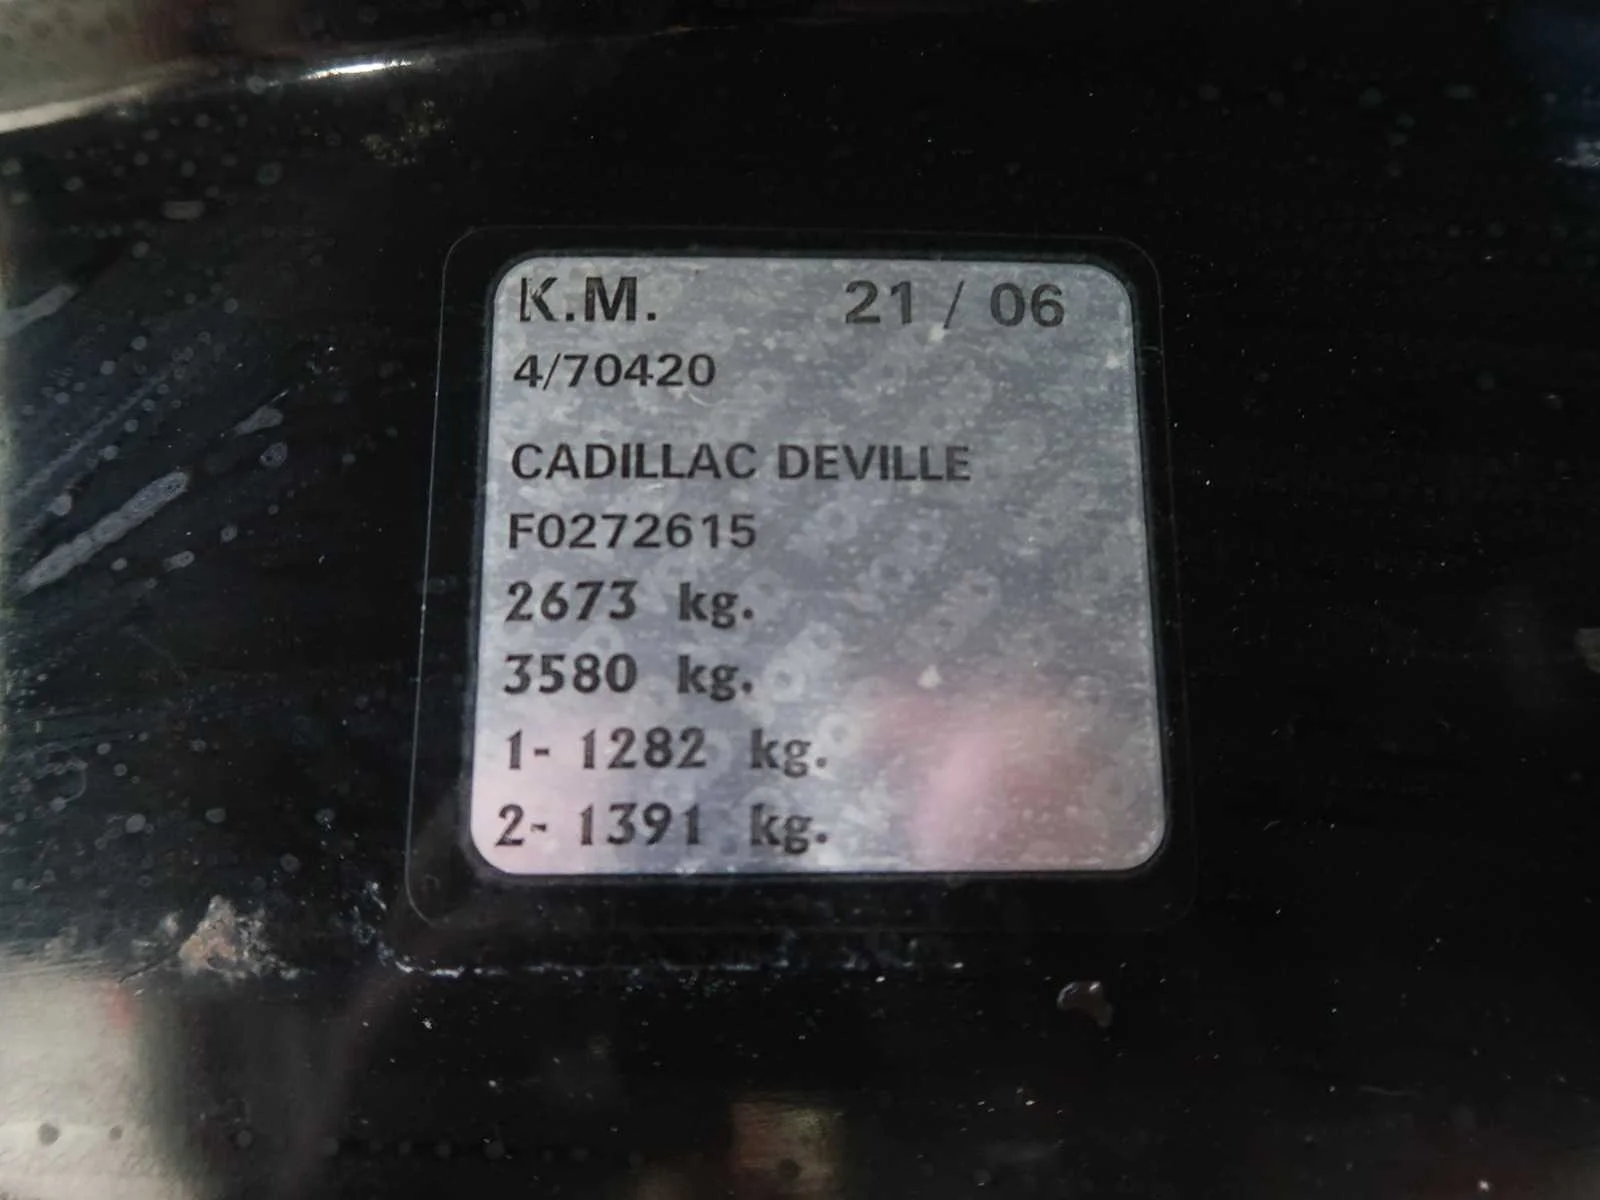 K.M. 21 / 06
4/70420
CADILLAC DEVILLE
F0272615
2673 kg.
3580 kg.
1- 1282 kg.
2- 1391 kg.